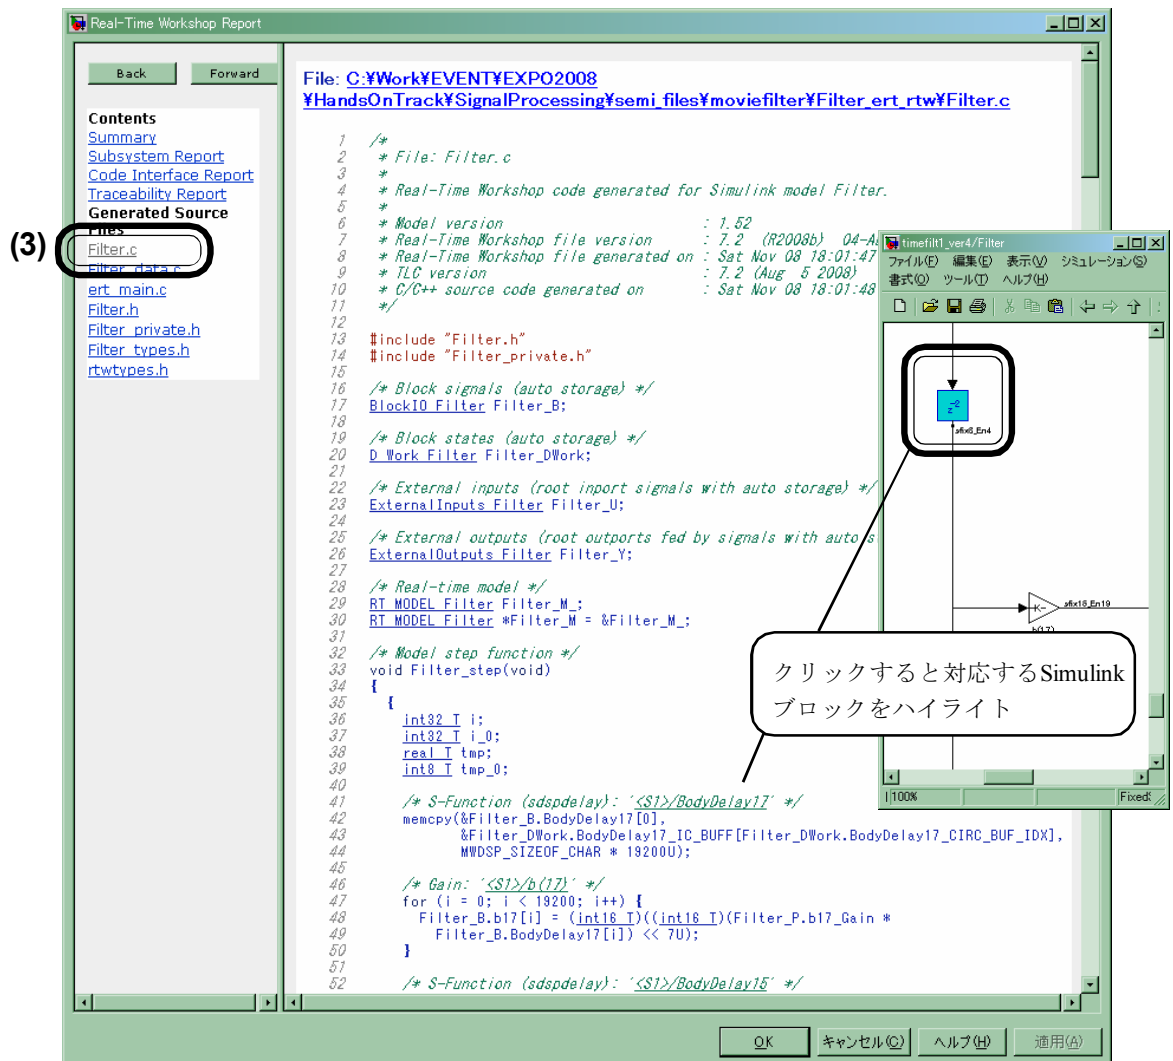 Real-Time Workshop Report
Back Forward
Contents
Summary
Subsystem Report
Code Interface Report
Traceability Report
Generated Source
Files
(3)
Filter.c
Filter_data.c
ert_main.c
Filter.h
Filter_private.h
Filter_types.h
rtwtypes.h
File: C:¥Work¥EVENT¥EXPO2008
¥HandsOnTrack¥SignalProcessing¥semi_files¥moviefilter¥Filter_ert_rtw¥Filter.c
1 /*
2 * File: Filter.c
3 *
4 * Real-Time Workshop code generated for Simulink model Filter.
5 *
6 * Model version : 1.52
7 * Real-Time Workshop file version : 7.2 (R2008b) 04-A
8 * Real-Time Workshop file generated on : Sat Nov 08 18:01:47
9 * TLC version : 7.2 (Aug 5 2008)
10 * C/C++ source code generated on : Sat Nov 08 18:01:48
11 */
12
13 #include "Filter.h"
14 #include "Filter_private.h"
15
16 /* Block signals (auto storage) */
17 BlockIO_Filter Filter_B;
18
19 /* Block states (auto storage) */
20 D_Work_Filter Filter_DWork;
21
22 /* External inputs (root inport signals with auto storage) */
23 ExternalInputs_Filter Filter_U;
24
25 /* External outputs (root outports fed by signals with auto s
26 ExternalOutputs_Filter Filter_Y;
27
28 /* Real-time model */
29 RT_MODEL_Filter Filter_M_;
30 RT_MODEL_Filter *Filter_M = &Filter_M_;
31
32 /* Model step function */
33 void Filter_step(void)
34 {
35 {
36 int32_T i;
37 int32_T i_0;
38 real_T tmp;
39 int8_T tmp_0;
40
41 /* S-Function (sdspdelay): '<S1>/BodyDelay17' */
42 memcpy(&Filter_B.BodyDelay17[0],
43 &Filter_DWork.BodyDelay17_IC_BUFF[Filter_DWork.BodyDelay17_CIRC_BUF_IDX],
44 MWDSP_SIZEOF_CHAR * 19200U);
45
46 /* Gain: '<S1>/b(17)' */
47 for (i = 0; i < 19200; i++) {
48 Filter_B.b17[i] = (int16_T)((int16_T)(Filter_P.b17_Gain *
49 Filter_B.BodyDelay17[i]) << 7U);
50 }
51
52 /* S-Function (sdspdelay): '<S1>/BodyDelay15' */
timefilt1_ver4/Filter
ファイル(F) 編集(E) 表示(V) シミュレーション(S)
書式(O) ツール(T) ヘルプ(H)
z-2
sfix8_En4
K-
sfix16_En19
b(17)
クリックすると対応するSimulink
ブロックをハイライト
100%
Fixed
OK キャンセル(C) ヘルプ(H) 適用(A)